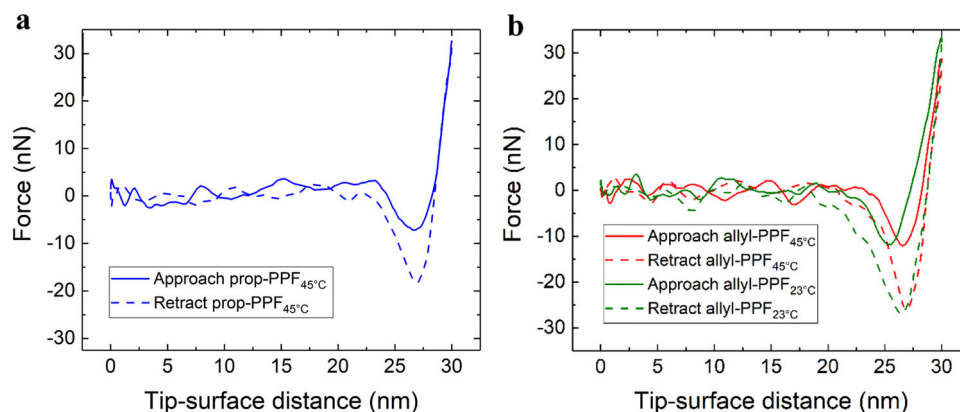 a
30
20
10
0
-10
-20
-30
Force (nN)
Approach prop-PPF45°C
Retract prop-PPF45°C
0 5 10 15 20 25 30
Tip-surface distance (nm)
b
30
20
10
0
-10
-20
-30
Force (nN)
Approach allyl-PPF45°C
Retract allyl-PPF45°C
Approach allyl-PPF23°C
Retract allyl-PPF23°C
0 5 10 15 20 25 30
Tip-surface distance (nm)